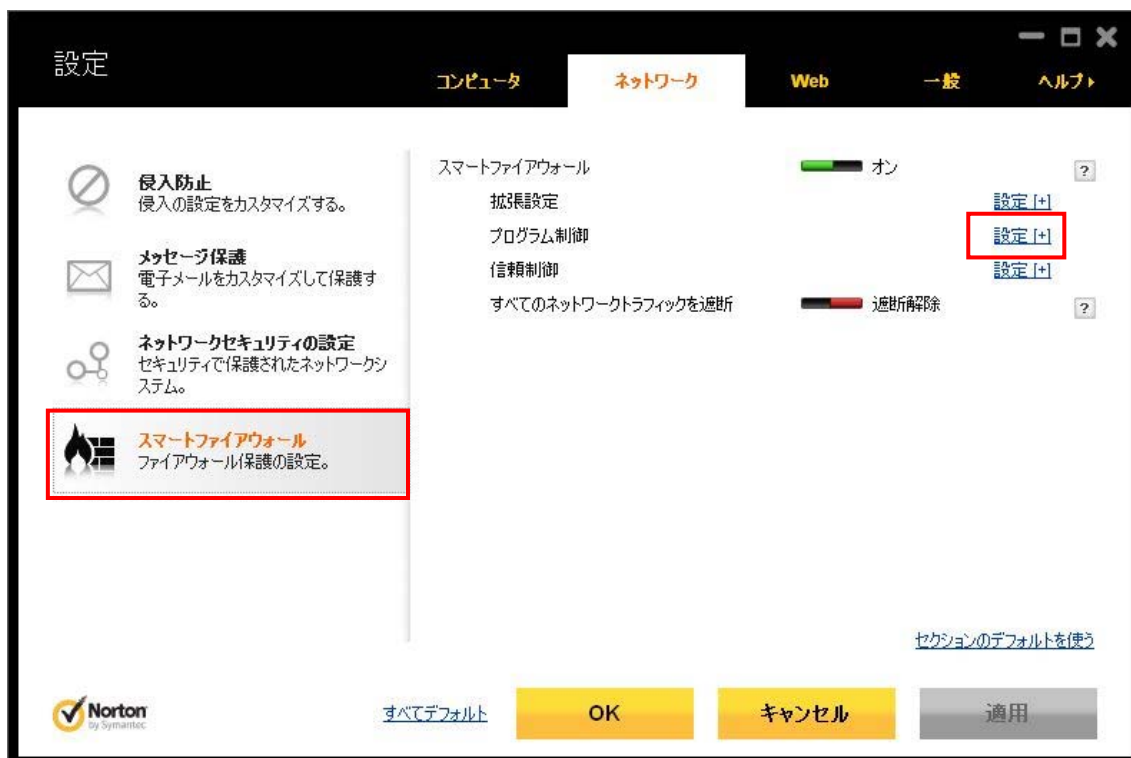 設定
コンピュータ
ネットワーク
Web
一般
ヘルプ
侵入防止
侵入の設定をカスタマイズする。
メッセージ保護
電子メールをカスタマイズして保護す
る。
ネットワークセキュリティの設定
セキュリティで保護されたネットワークシ
ステム。
スマートファイアウォール
ファイアウォール保護の設定。
スマートファイアウォール
オン
?
拡張設定
設定 [+]
プログラム制御
設定 [+]
信頼制御
設定 [+]
すべてのネットワークトラフィックを遮断
遮断解除
?
セクションのデフォルトを使う
Norton
by Symantec
すべてデフォルト
OK
キャンセル
適用